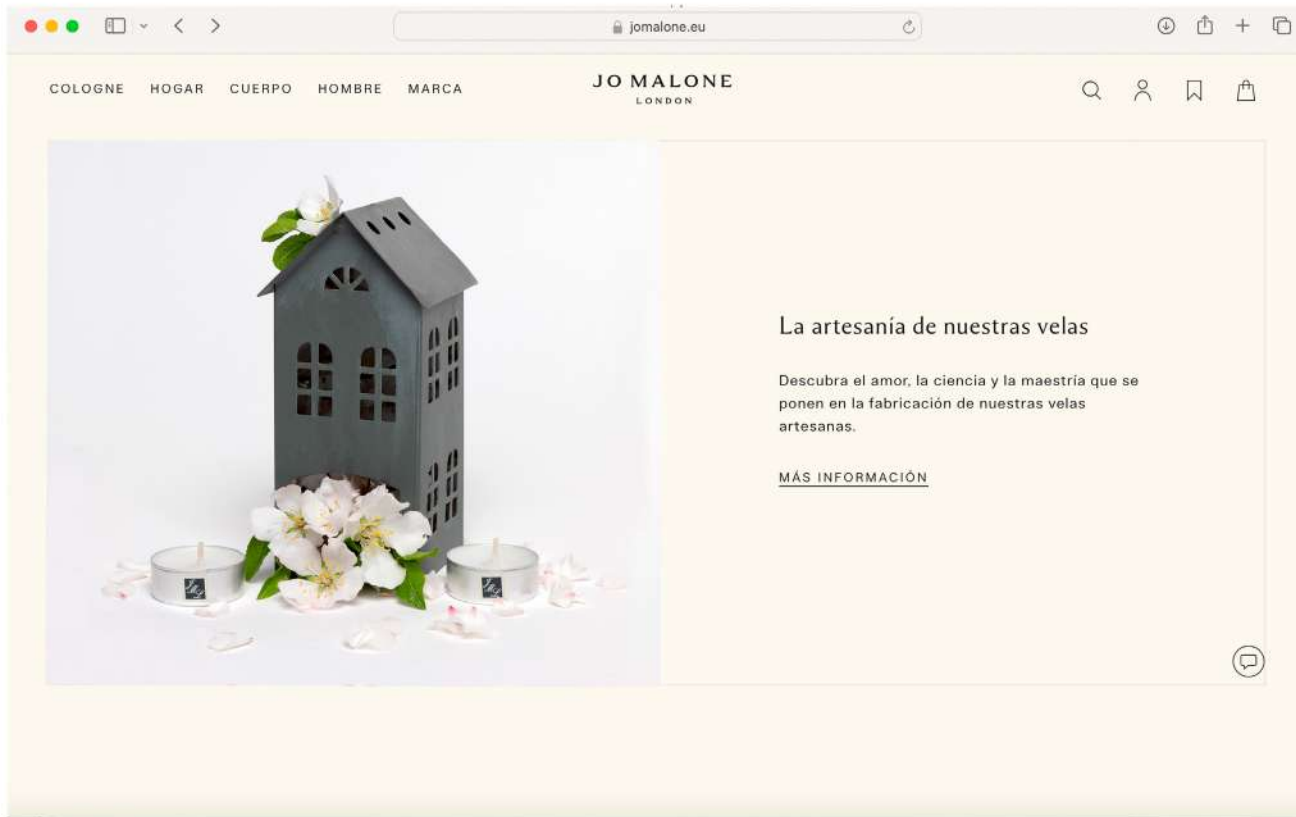 jomalone.eu
COLOGNE HOGAR CUERPO HOMBRE MARCA
JO MALONE
LONDON
La artesanía de nuestras velas
Descubra el amor, la ciencia y la maestría que se
ponen en la fabricación de nuestras velas
artesanas.
MÁS INFORMACIÓN